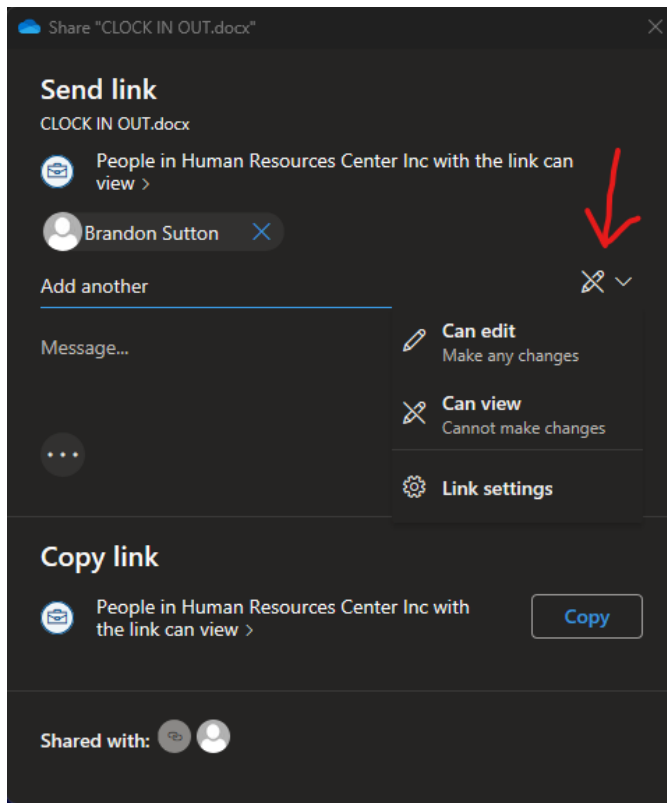 Share "CLOCK IN OUT.docx"
Send link
CLOCK IN OUT.docx
People in Human Resources Center Inc with the link can
view >
Brandon Sutton
Add another
Can edit
Make any changes
Message...
Can view
Cannot make changes
Link settings
Copy link
People in Human Resources Center Inc with
the link can view >
Copy
Shared with: